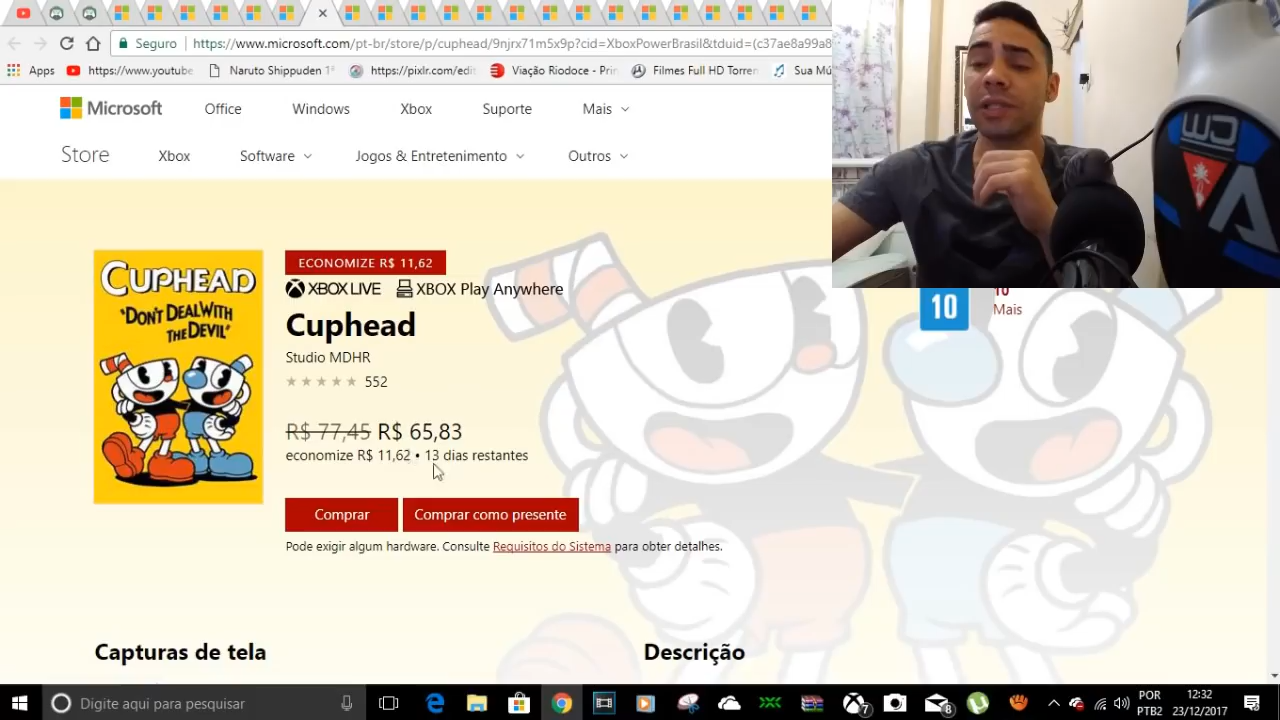 Seguro
https://www.microsoft.com/pt-br/store/p/cuphead/9njrx71m5x9p?cid=XboxPowerBrasil&tduid=(c37ae8a99a8
Apps
https://www.youtube
Naruto Shippuden 1ª
https://pixlr.com/edit
Viação Riodoce - Prin
Filmes Full HD Torren
Sua Mú
Microsoft
Office
Windows
Xbox
Suporte
Mais
Store
Xbox
Software
Jogos & Entretenimento
Outros
CUPHEAD
"DON'T DEAL WITH
THE DEVIL"
ECONOMIZE R$ 11,62
XBOX LIVE
XBOX Play Anywhere
Cuphead
Studio MDHR
552
R$ 77,45 R$ 65,83
economize R$ 11,62 • 13 dias restantes
Comprar
Comprar como presente
Pode exigir algum hardware. Consulte Requisitos do Sistema para obter detalhes.
10
10
Mais
Capturas de tela
Descrição
Digite aqui para pesquisar
7
8
POR
PTB2
12:32
23/12/2017